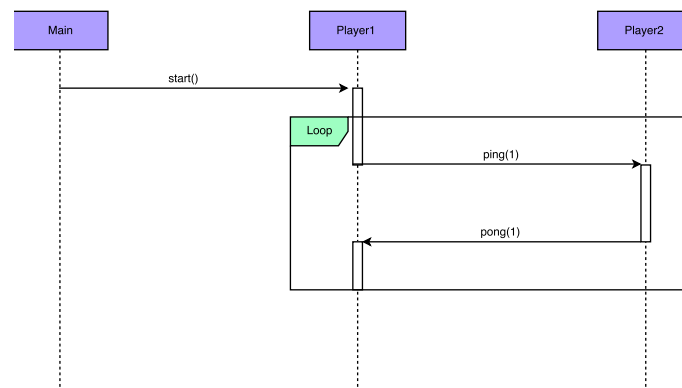 Main
Player1
Player2
start()
Loop
ping(1)
pong(1)